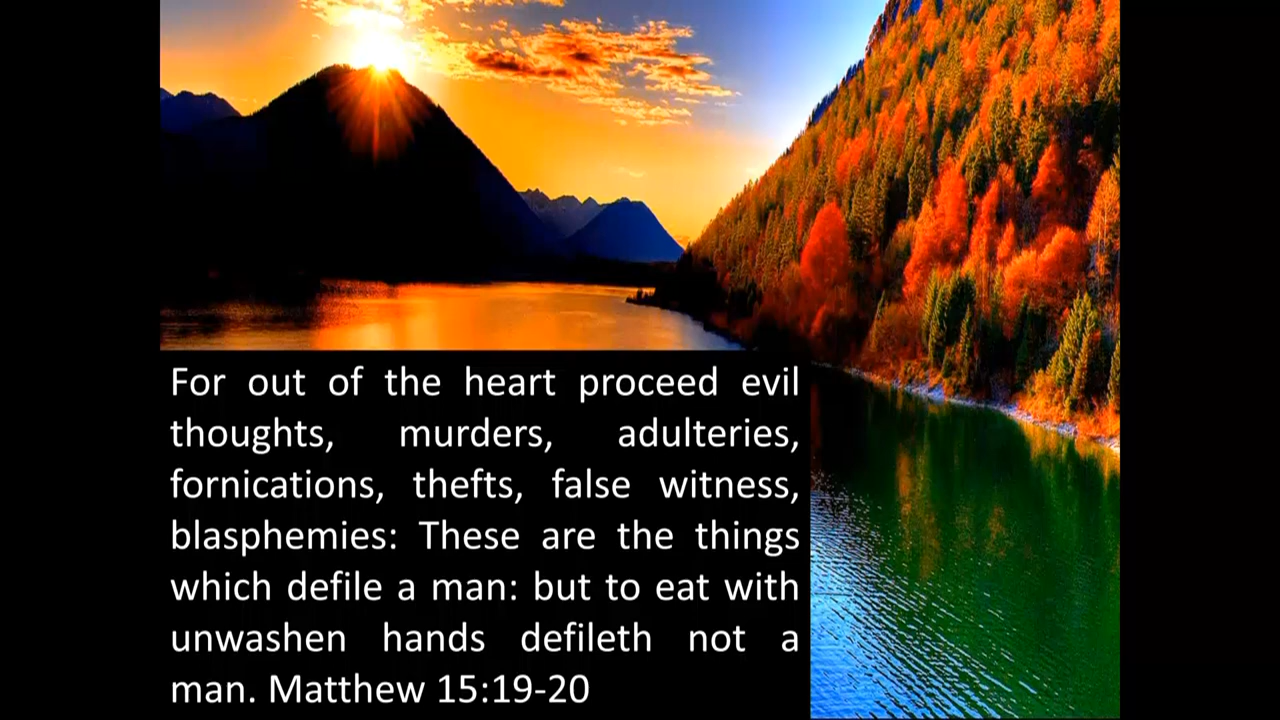 For out of the heart proceed evil
thoughts, murders, adulteries,
fornications, thefts, false witness,
blasphemies: These are the things
which defile a man: but to eat with
unwashen hands defileth not a
man. Matthew 15:19-20